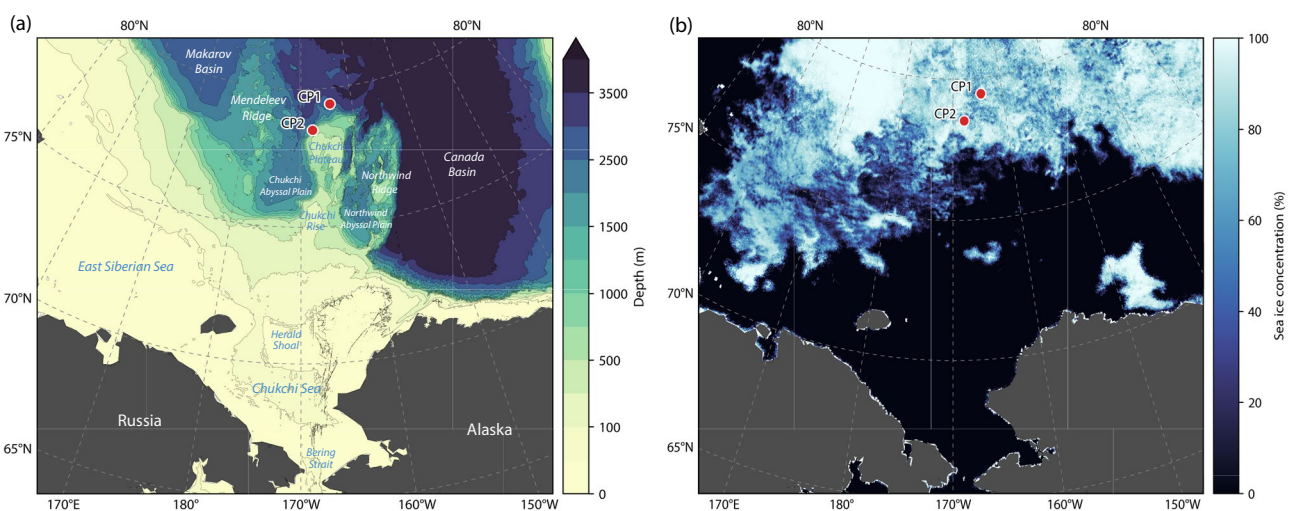 (a)
80°N
80°N
Makarov
Basin
Mendeleev
Ridge
CP1
CP2
75°N
Chukchi
Plateau
Canada
Basin
Chukchi
Abyssal Plain
Northwind
Ridge
Chukchi
Rise
Northwind
Abyssal Plain
East Siberian Sea
70°N
Herald
Shoal
Chukchi Sea
Russia
Alaska
65°N
Bering
Strait
170°E
180°
170°W
160°W
150°W
3500
2500
1500
1000
500
100
0
Depth (m)
(b)
80°N
80°N
CP1
CP2
75°N
70°N
65°N
170°E
180°
170°W
160°W
150°W
100
80
60
40
20
0
Sea ice concentration (%)